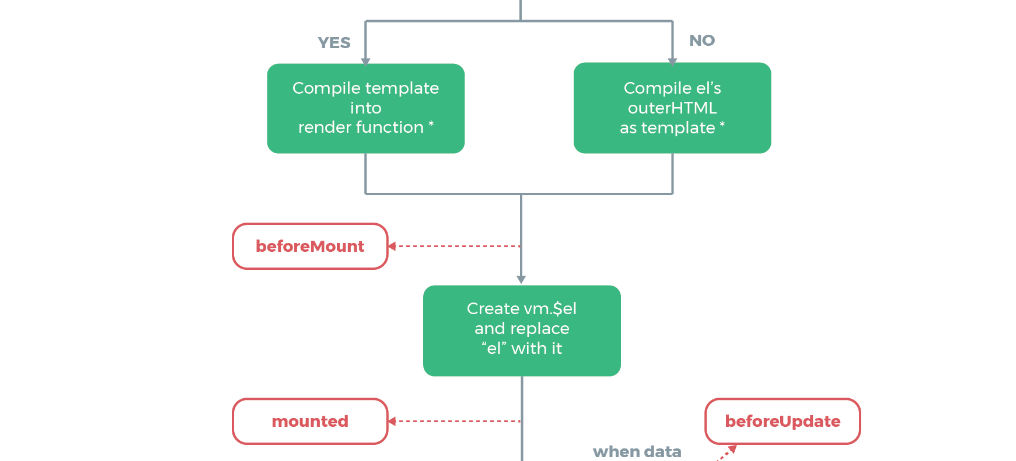 YES
NO
Compile template
into
render function *
Compile el’s
outerHTML
as template *
beforeMount
Create vm.$el
and replace
“el” with it
mounted
beforeUpdate
when data